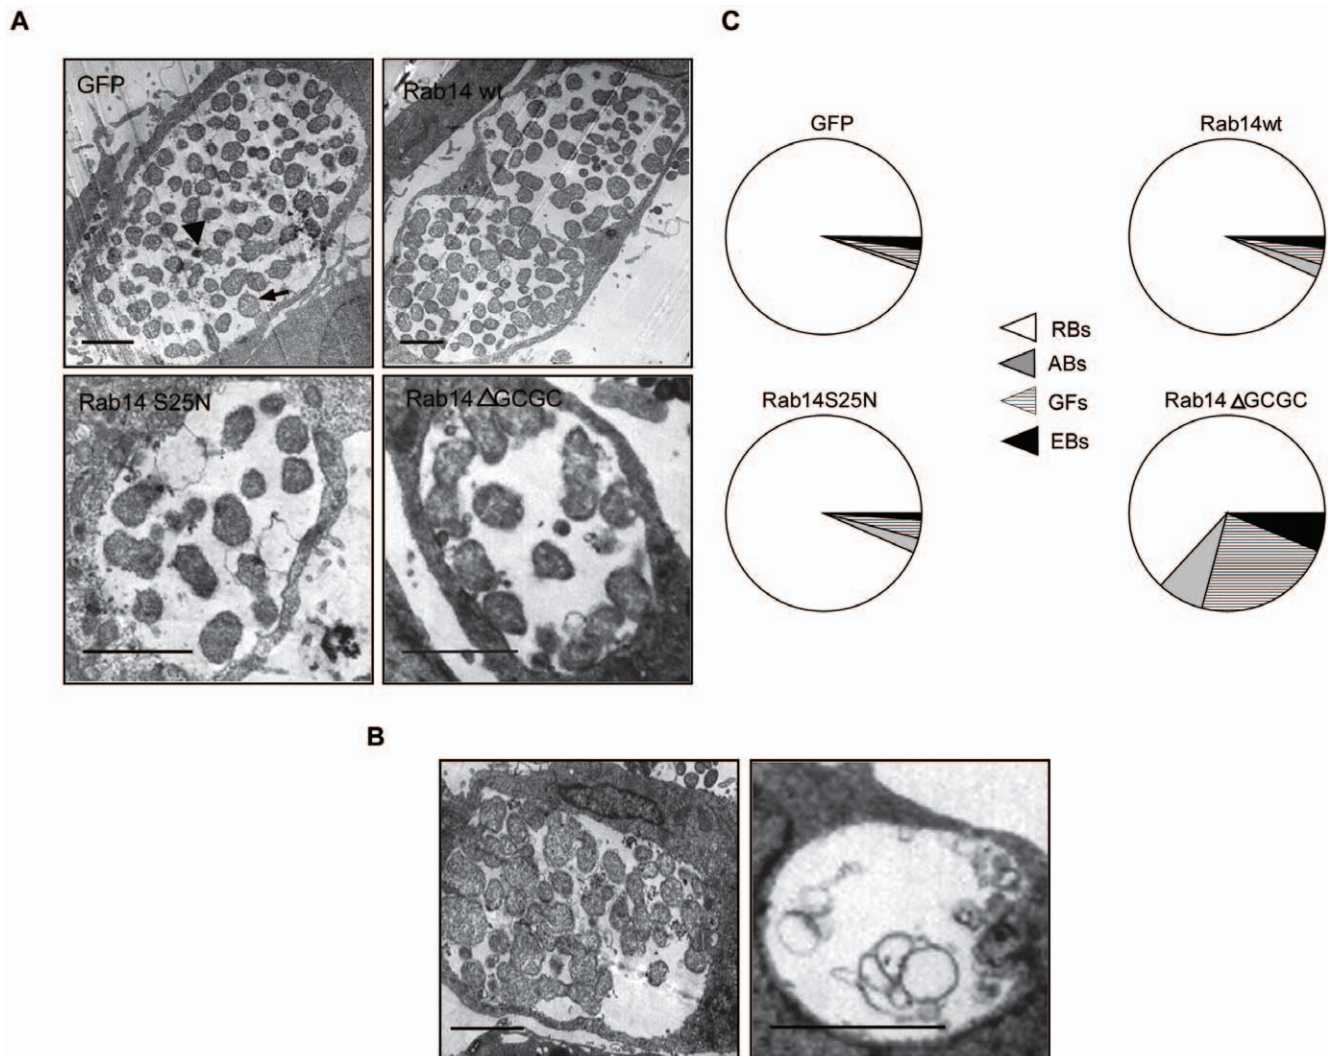 A
C
GFP
Rab14 wt
GFP
Rab14wt
RBs
ABs
GFs
EBs
Rab14 S25N
Rab14 ΔGCGC
Rab14S25N
Rab14 ΔGCGC
B